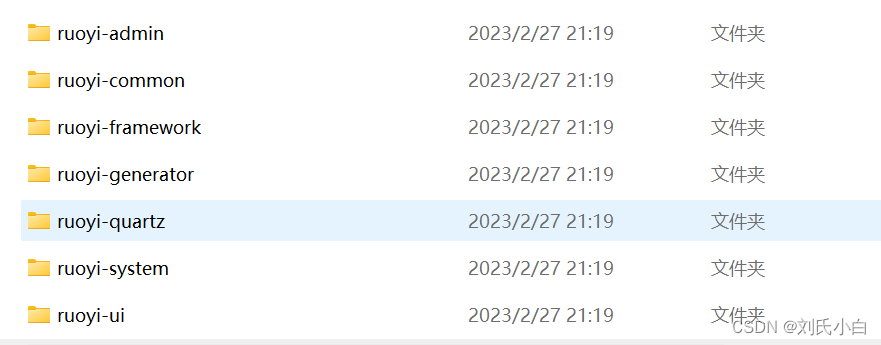 ruoyi-admin 2023/2/27 21:19 文件夹
ruoyi-common 2023/2/27 21:19 文件夹
ruoyi-framework 2023/2/27 21:19 文件夹
ruoyi-generator 2023/2/27 21:19 文件夹
ruoyi-quartz 2023/2/27 21:19 文件夹
ruoyi-system 2023/2/27 21:19 文件夹
ruoyi-ui 2023/2/27 21:19 文件夹
CSDN @刘氏小白